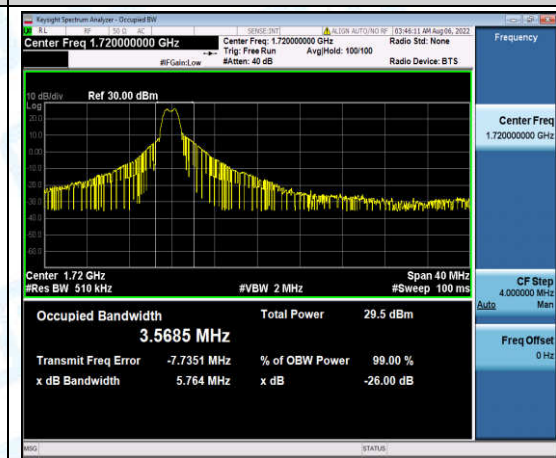 Keysight Spectrum Analyzer - Occupied BW
RL RF 50 Ω AC SENSE:INT ALIGN AUTO/NO RF 03:46:11 AM Aug 06, 2022
Center Freq 1.720000000 GHz
Center Freq: 1.720000000 GHz
Radio Std: None
Trig: Free Run Avg|Hold: 100/100
#IFGain:Low #Atten: 40 dB Radio Device: BTS
10 dB/div Ref 30.00 dBm
Log
20.0
10.0
0.00
-10.0
-20.0
-30.0
-40.0
-50.0
-60.0
Center 1.72 GHz Span 40 MHz
#Res BW 510 kHz #VBW 2 MHz #Sweep 100 ms
Occupied Bandwidth Total Power 29.5 dBm
3.5685 MHz
Transmit Freq Error -7.7351 MHz % of OBW Power 99.00 %
x dB Bandwidth 5.764 MHz x dB -26.00 dB
MSG STATUS
Frequency
Center Freq
1.720000000 GHz
CF Step
4.000000 MHz
Auto Man
Freq Offset
0 Hz